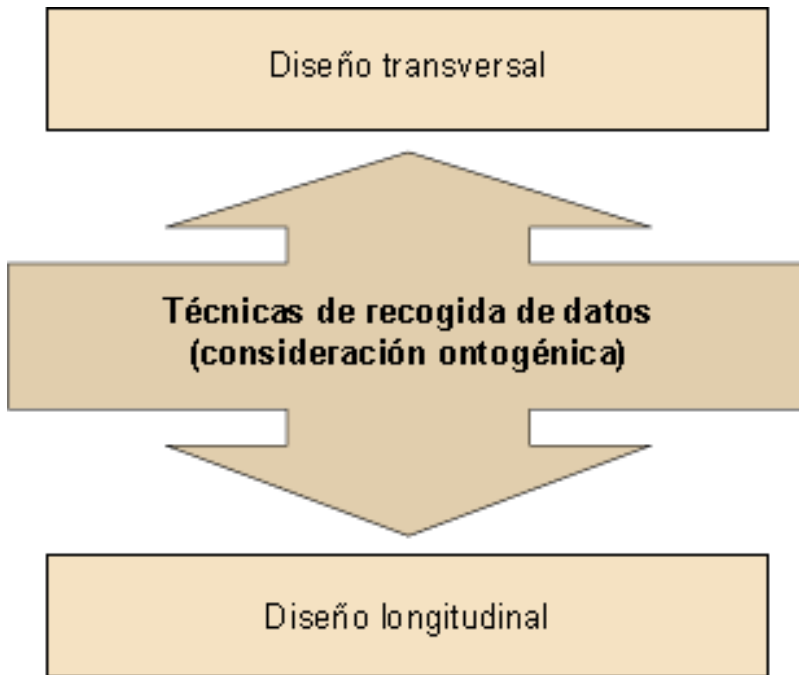 Diseño transversal
Técnicas de recogida de datos
(consideración ontogénica)
Diseño longitudinal